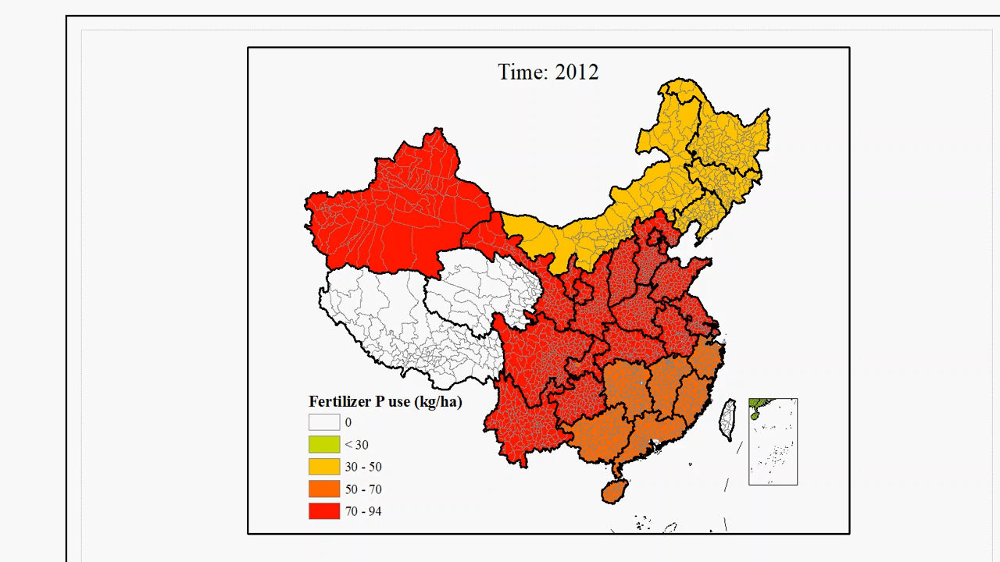 Time: 2012
Fertilizer P use (kg/ha)
0
< 30
30 - 50
50 - 70
70 - 94